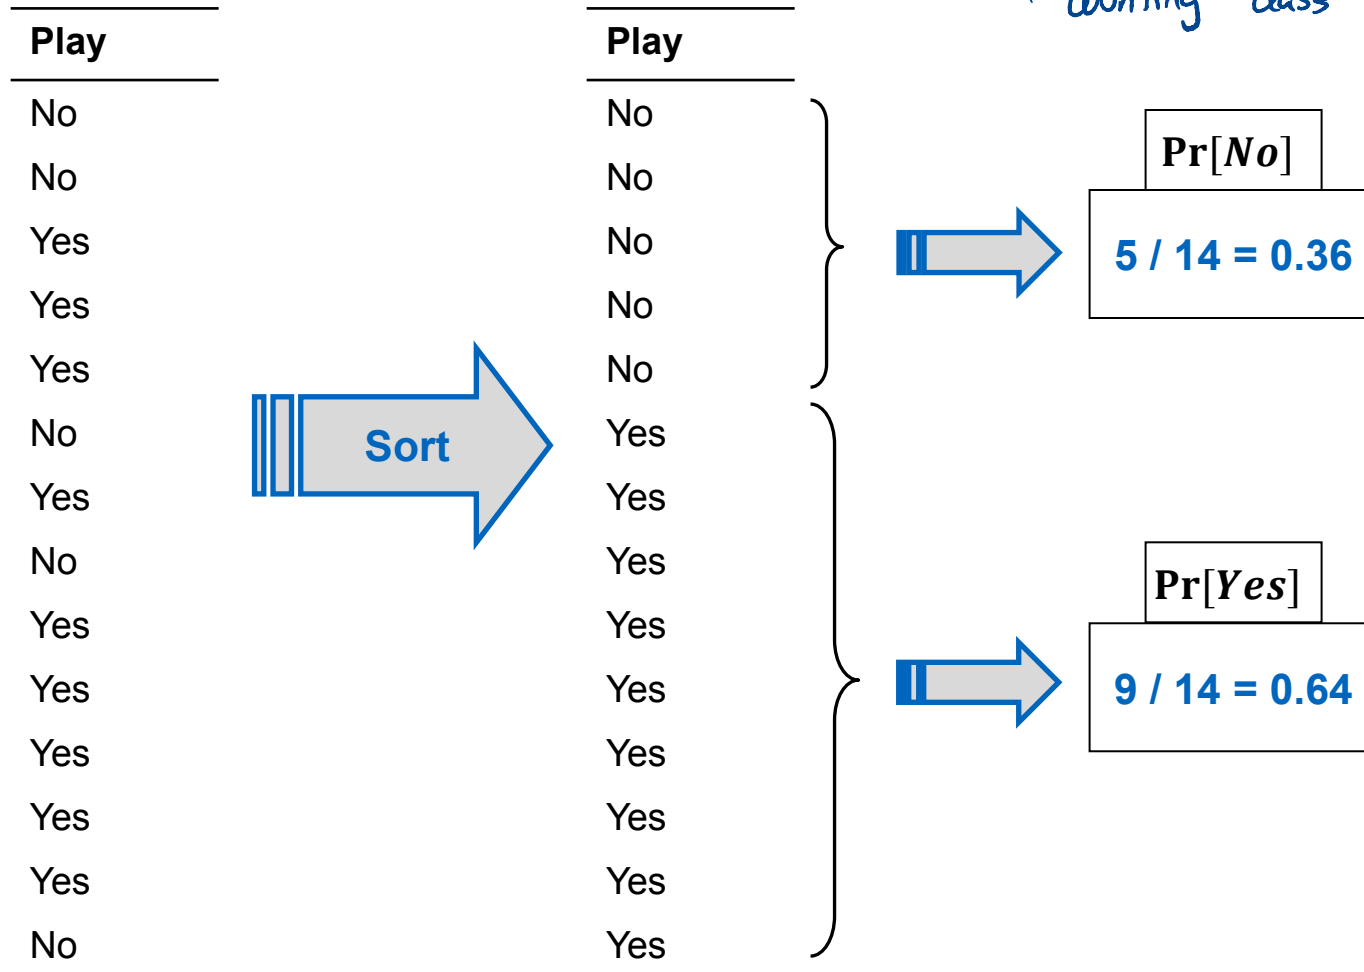 counting class
Play Play
No No
No No Pr[No]
Yes No 5 / 14 = 0.36
Yes No
Yes No
No Yes
Sort
Yes Yes
No Yes Pr[Yes]
Yes Yes
Yes Yes 9 / 14 = 0.64
Yes Yes
Yes Yes
Yes Yes
No Yes